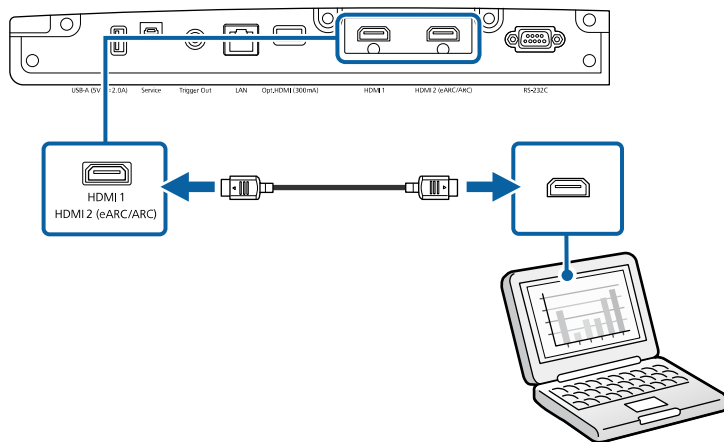 USB-A (5V ⎓ 2.0A) Service Trigger Out LAN Opt.HDMI (300mA) HDMI 1 HDMI 2 (eARC/ARC) RS-232C
HDMI 1
HDMI 2 (eARC/ARC)